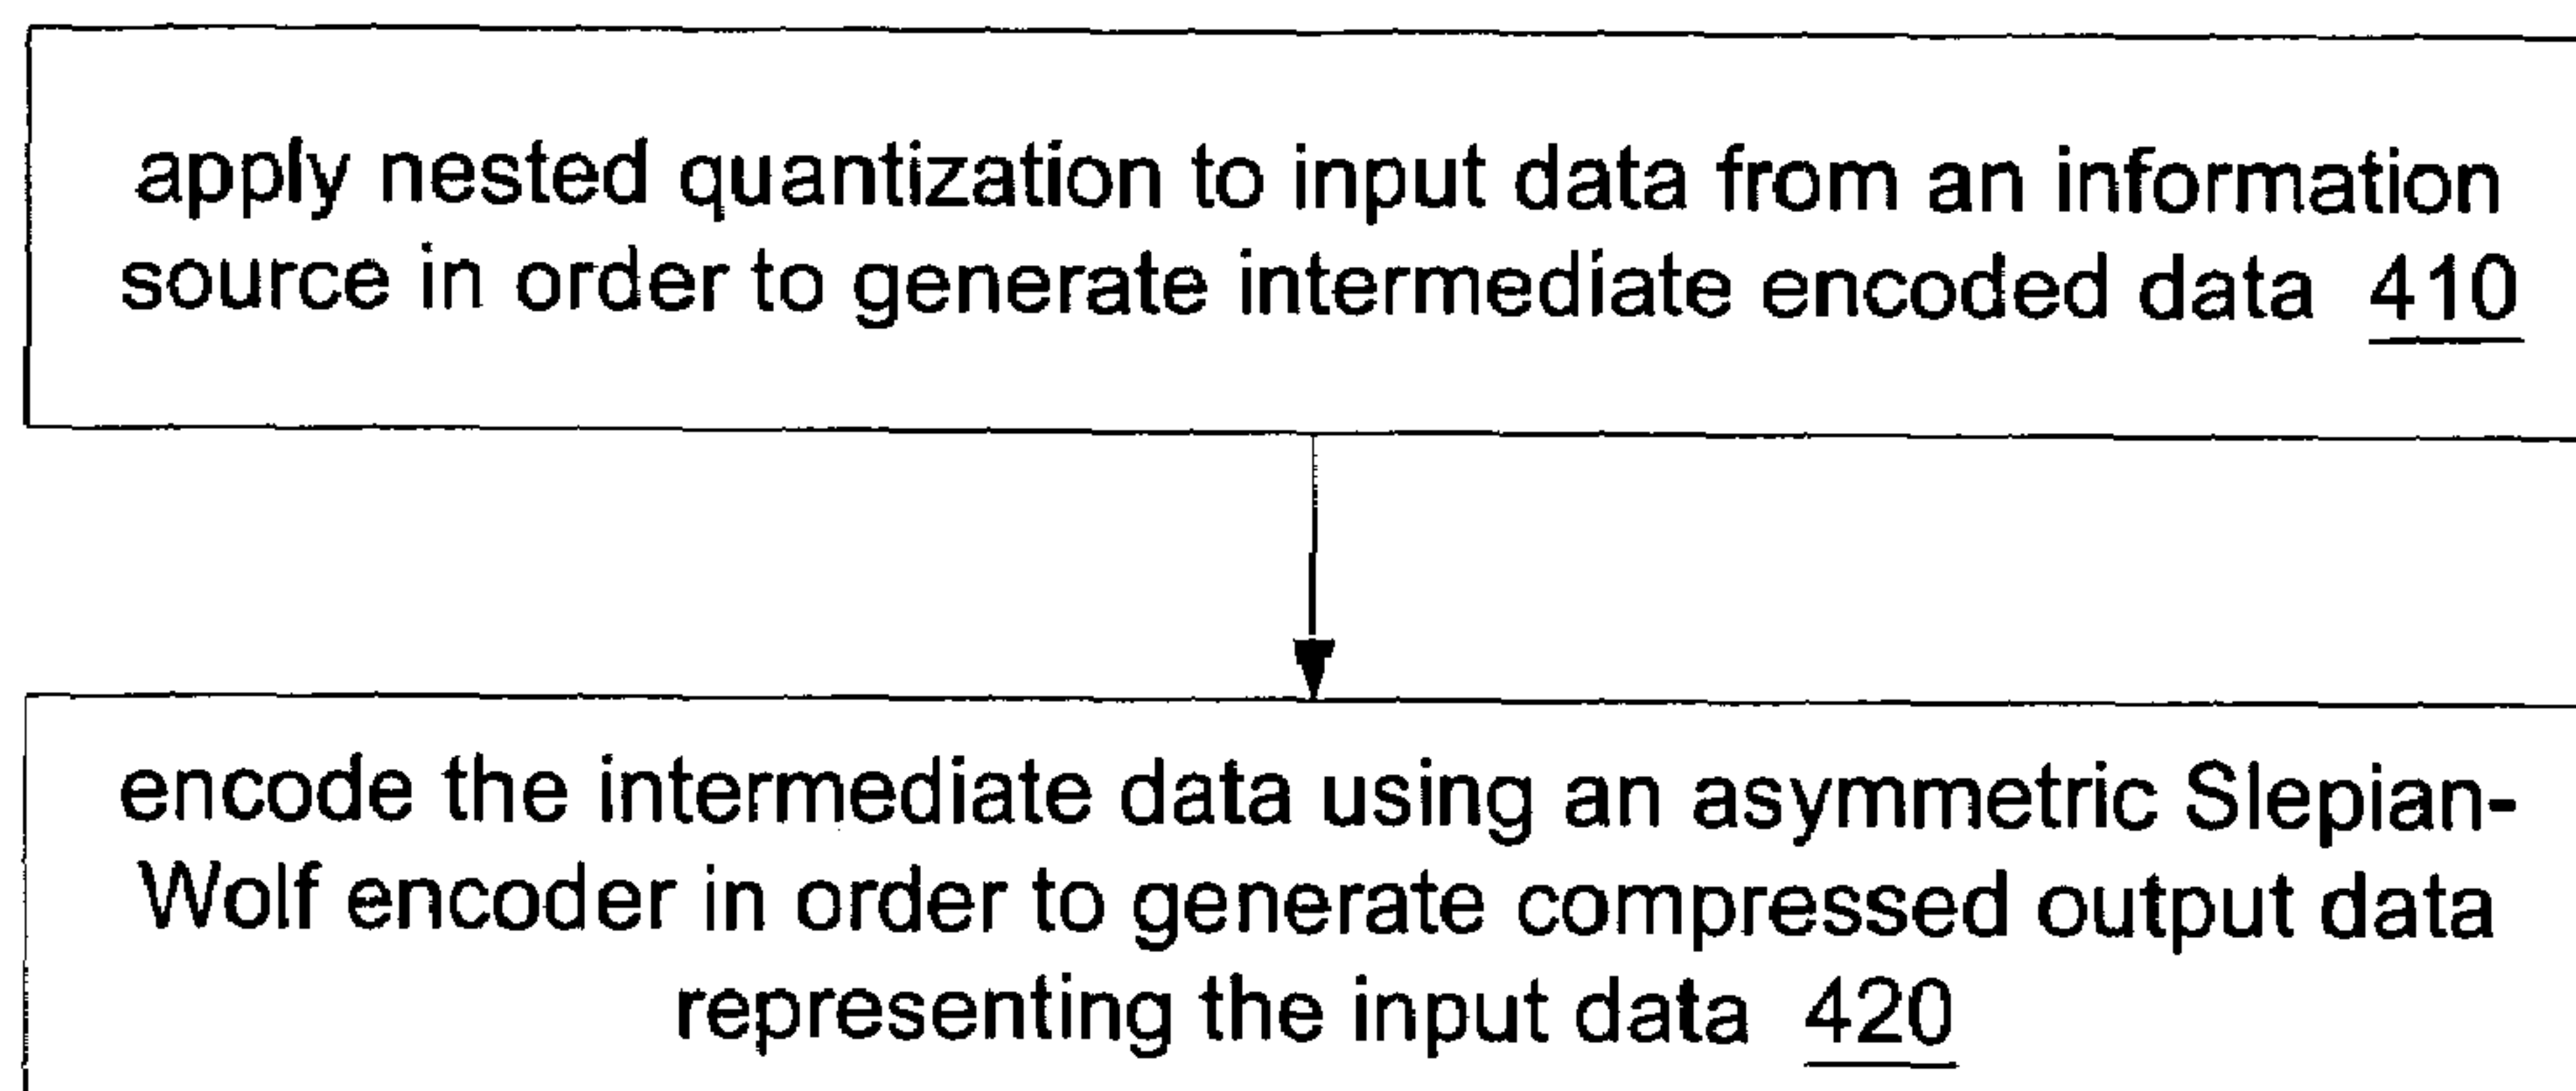 apply nested quantization to input data from an information
source in order to generate intermediate encoded data 410
encode the intermediate data using an asymmetric Slepian-
Wolf encoder in order to generate compressed output data
representing the input data 420